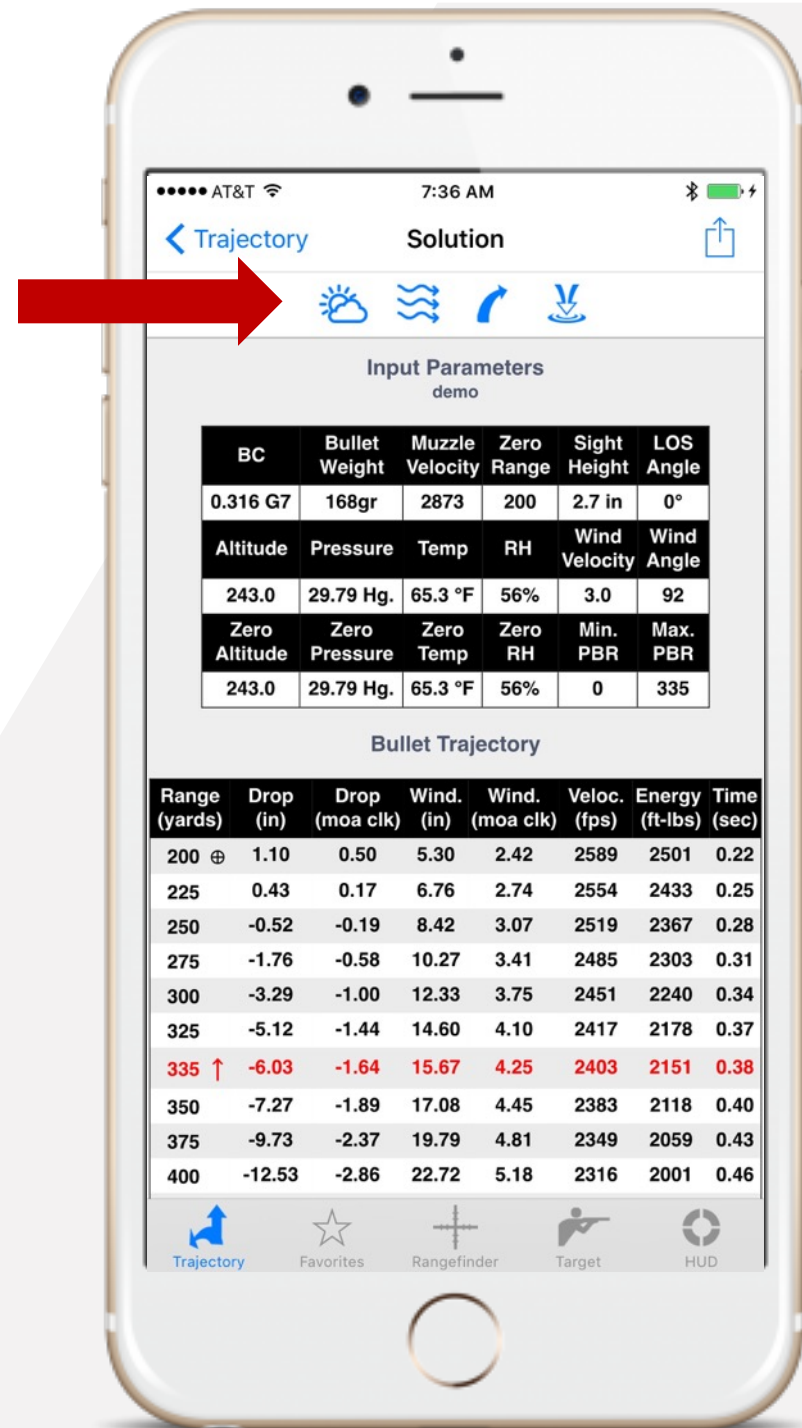 AT&T 7:36 AM
Trajectory Solution
Input Parameters
demo
BC Bullet Weight Muzzle Velocity Zero Range Sight Height LOS Angle
0.316 G7 168gr 2873 200 2.7 in 0°
Altitude Pressure Temp RH Wind Velocity Wind Angle
243.0 29.79 Hg. 65.3 °F 56% 3.0 92
Zero Altitude Zero Pressure Zero Temp Zero RH Min. PBR Max. PBR
243.0 29.79 Hg. 65.3 °F 56% 0 335
Bullet Trajectory
Range (yards) Drop (in) Drop (moa clk) Wind. (in) Wind. (moa clk) Veloc. (fps) Energy (ft-lbs) Time (sec)
200 ⊕ 1.10 0.50 5.30 2.42 2589 2501 0.22
225 0.43 0.17 6.76 2.74 2554 2433 0.25
250 -0.52 -0.19 8.42 3.07 2519 2367 0.28
275 -1.76 -0.58 10.27 3.41 2485 2303 0.31
300 -3.29 -1.00 12.33 3.75 2451 2240 0.34
325 -5.12 -1.44 14.60 4.10 2417 2178 0.37
335 ↑ -6.03 -1.64 15.67 4.25 2403 2151 0.38
350 -7.27 -1.89 17.08 4.45 2383 2118 0.40
375 -9.73 -2.37 19.79 4.81 2349 2059 0.43
400 -12.53 -2.86 22.72 5.18 2316 2001 0.46
Trajectory Favorites Rangefinder Target HUD